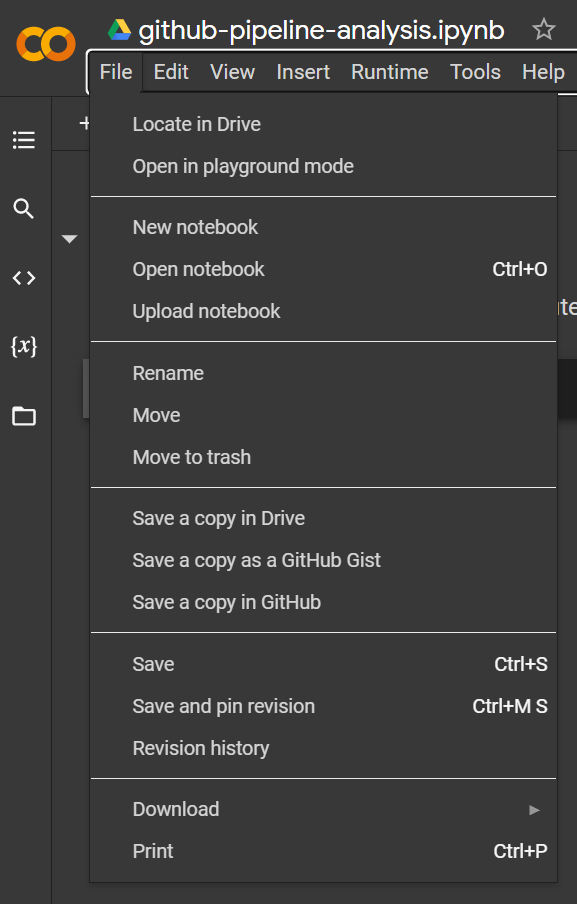 github-pipeline-analysis.ipynb
File Edit View Insert Runtime Tools Help
Locate in Drive
Open in playground mode
New notebook
Open notebook Ctrl+O
Upload notebook
Rename
Move
Move to trash
Save a copy in Drive
Save a copy as a GitHub Gist
Save a copy in GitHub
Save Ctrl+S
Save and pin revision Ctrl+M S
Revision history
Download
Print Ctrl+P